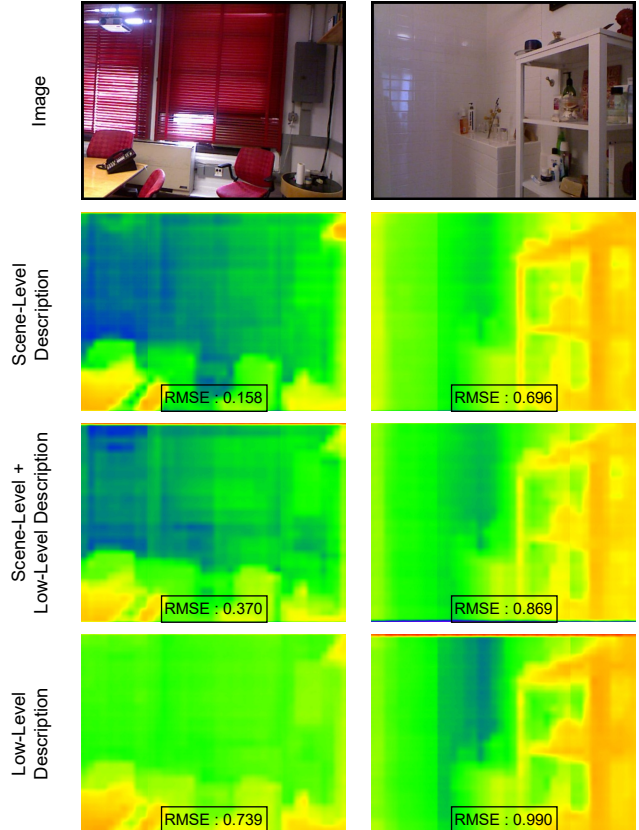 Image
Scene-Level
Description
RMSE : 0.158
RMSE : 0.696
Scene-Level +
Low-Level Description
RMSE : 0.370
RMSE : 0.869
Low-Level
Description
RMSE : 0.739
RMSE : 0.990